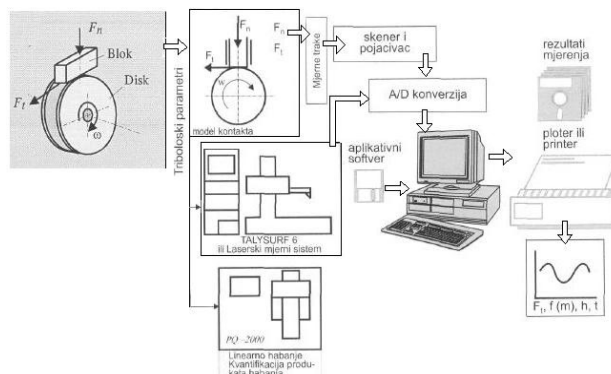 Fn
Blok
Disk
Ft
ω
Triboloski parametri
Fn
Ft
w
model kontakta
Fn
Ft
Mjerne trake
skener i
pojacivac
A/D konverzija
TALYSURF 6
ili Laserski mjerni sistem
PQ-2000
Linearno habanje
Kvantifikacija produ-
kata habanja
aplikativni
softver
rezultati
mjerenja
ploter ili
printer
Ft, f (m), h, t